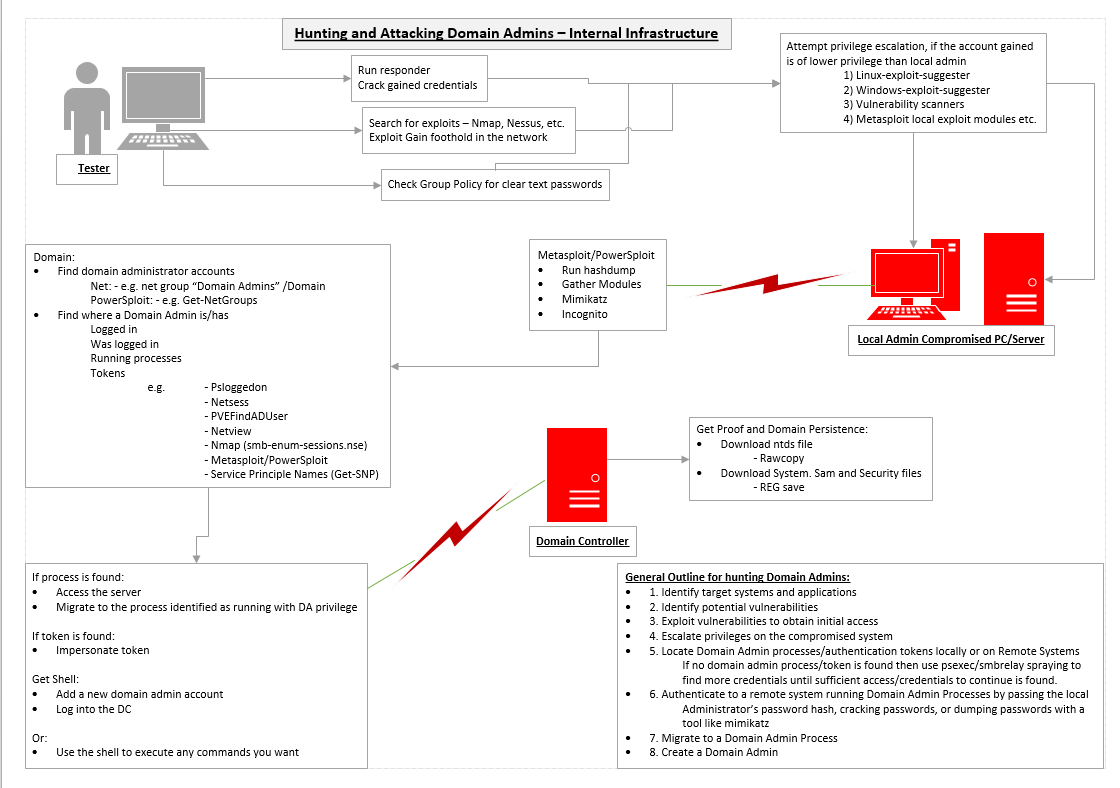 Hunting and Attacking Domain Admins – Internal Infrastructure
Tester
Run responder
Crack gained credentials
Search for exploits – Nmap, Nessus, etc.
Exploit Gain foothold in the network
Check Group Policy for clear text passwords
Attempt privilege escalation, if the account gained
is of lower privilege than local admin
1) Linux-exploit-suggester
2) Windows-exploit-suggester
3) Vulnerability scanners
4) Metasploit local exploit modules etc.
Local Admin Compromised PC/Server
Metasploit/PowerSploit
• Run hashdump
• Gather Modules
• Mimikatz
• Incognito
Domain:
• Find domain administrator accounts
Net: - e.g. net group “Domain Admins” /Domain
PowerSploit: - e.g. Get-NetGroups
• Find where a Domain Admin is/has
Logged in
Was logged in
Running processes
Tokens
e.g. - Psloggedon
- Netsess
- PVEFindADUser
- Netview
- Nmap (smb-enum-sessions.nse)
- Metasploit/PowerSploit
- Service Principle Names (Get-SNP)
Domain Controller
Get Proof and Domain Persistence:
• Download ntds file
- Rawcopy
• Download System. Sam and Security files
- REG save
If process is found:
• Access the server
• Migrate to the process identified as running with DA privilege
If token is found:
• Impersonate token
Get Shell:
• Add a new domain admin account
• Log into the DC
Or:
• Use the shell to execute any commands you want
General Outline for hunting Domain Admins:
• 1. Identify target systems and applications
• 2. Identify potential vulnerabilities
• 3. Exploit vulnerabilities to obtain initial access
• 4. Escalate privileges on the compromised system
• 5. Locate Domain Admin processes/authentication tokens locally or on Remote Systems
If no domain admin process/token is found then use psexec/smbrelay spraying to
find more credentials until sufficient access/credentials to continue is found.
• 6. Authenticate to a remote system running Domain Admin Processes by passing the local
Administrator’s password hash, cracking passwords, or dumping passwords with a
tool like mimikatz
• 7. Migrate to a Domain Admin Process
• 8. Create a Domain Admin